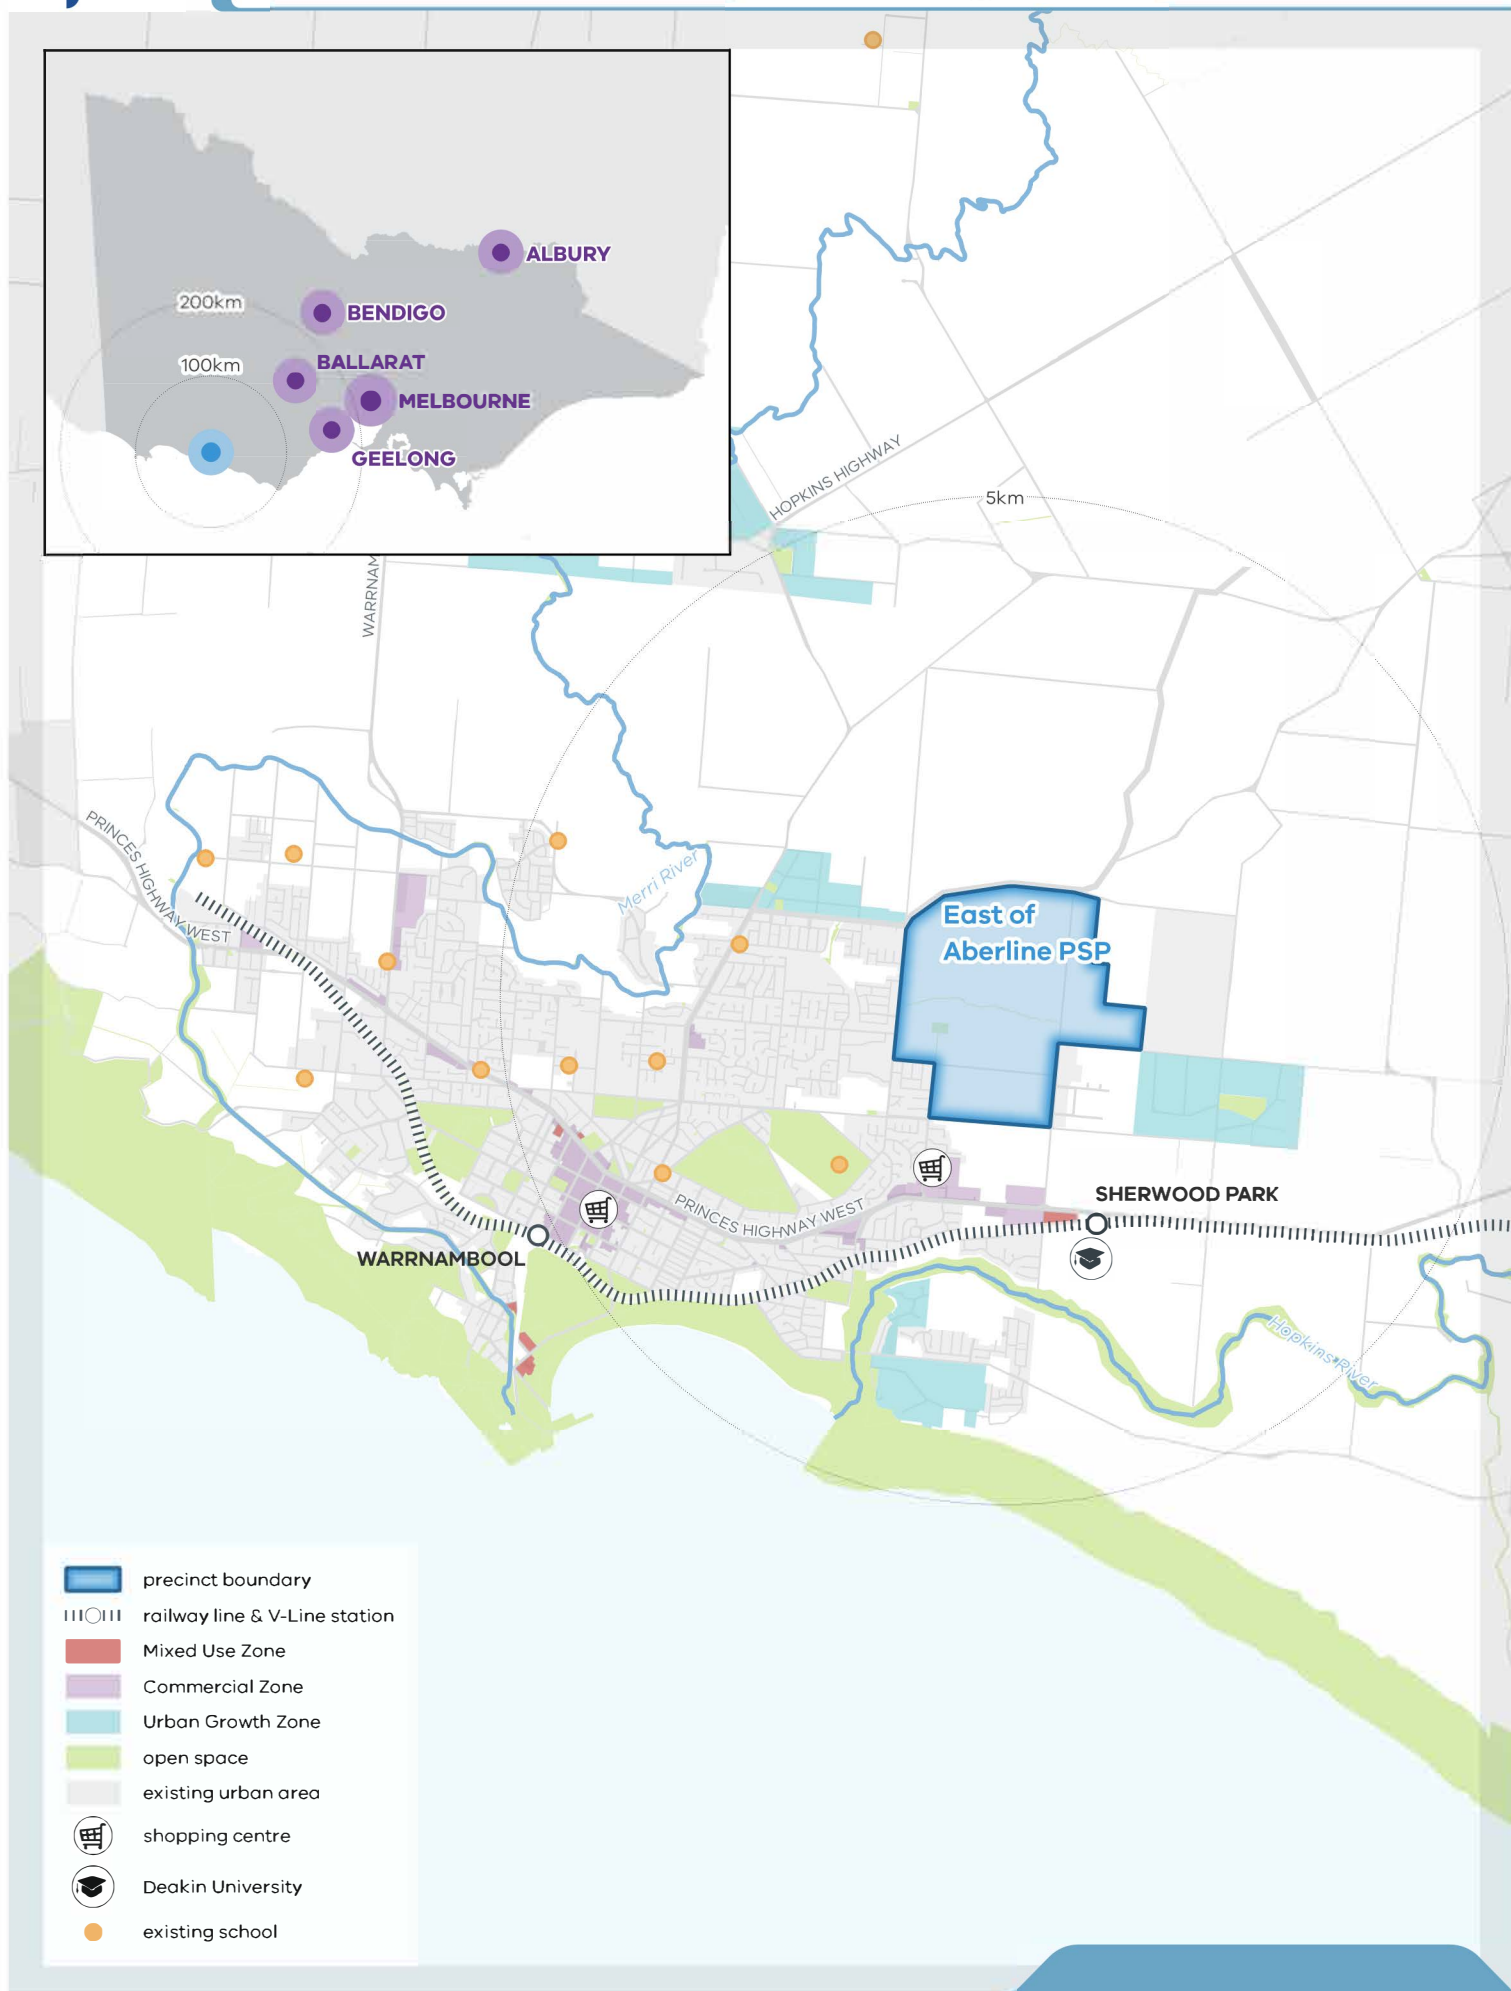 ALBURY
200km
BENDIGO
100km
BALLARAT
MELBOURNE
GEELONG
HOPKINS HIGHWAY
5km
WARRNAM
PRINCES HIGHWAY WEST
Merri River
East of
Aberline PSP
PRINCES HIGHWAY WEST
SHERWOOD PARK
WARRNAMBOOL
Hopkins River
precinct boundary
railway line & V-Line station
Mixed Use Zone
Commercial Zone
Urban Growth Zone
open space
existing urban area
shopping centre
Deakin University
existing school